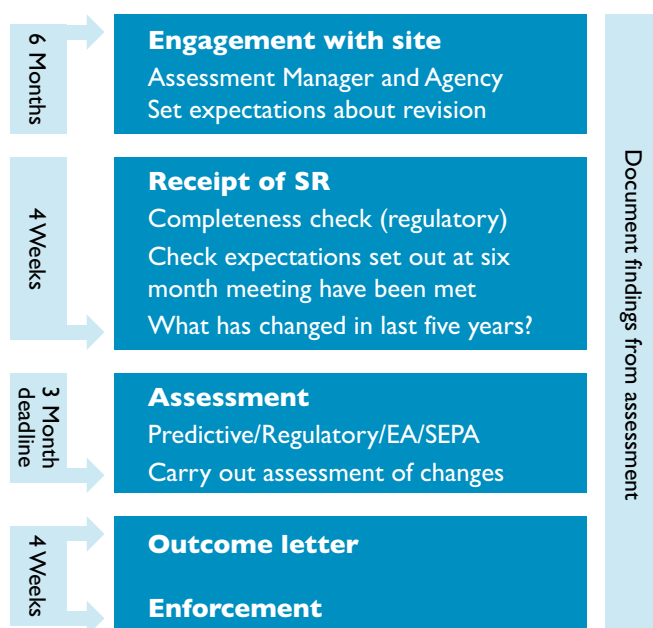 6 Months
Engagement with site
Assessment Manager and Agency
Set expectations about revision
4 Weeks
Receipt of SR
Completeness check (regulatory)
Check expectations set out at six
month meeting have been met
What has changed in last five years?
3 Month
deadline
Assessment
Predictive/Regulatory/EA/SEPA
Carry out assessment of changes
4 Weeks
Outcome letter
Enforcement
Document findings from assessment